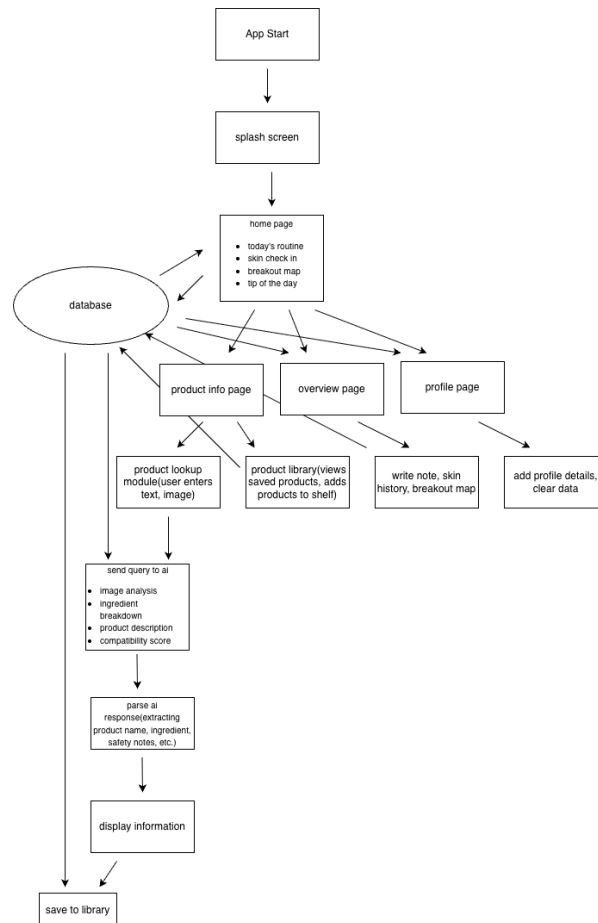 App Start
splash screen
home page
• today's routine
• skin check in
• breakout map
• tip of the day
database
product info page
overview page
profile page
product lookup
module(user enters
text, image)
product library(views
saved products, adds
products to shelf)
write note, skin
history, breakout map
add profile details,
clear data
send query to ai
• image analysis
• ingredient
breakdown
• product description
• compatibility score
parse ai
response(extracting
product name, ingredient,
safety notes, etc.)
display information
save to library